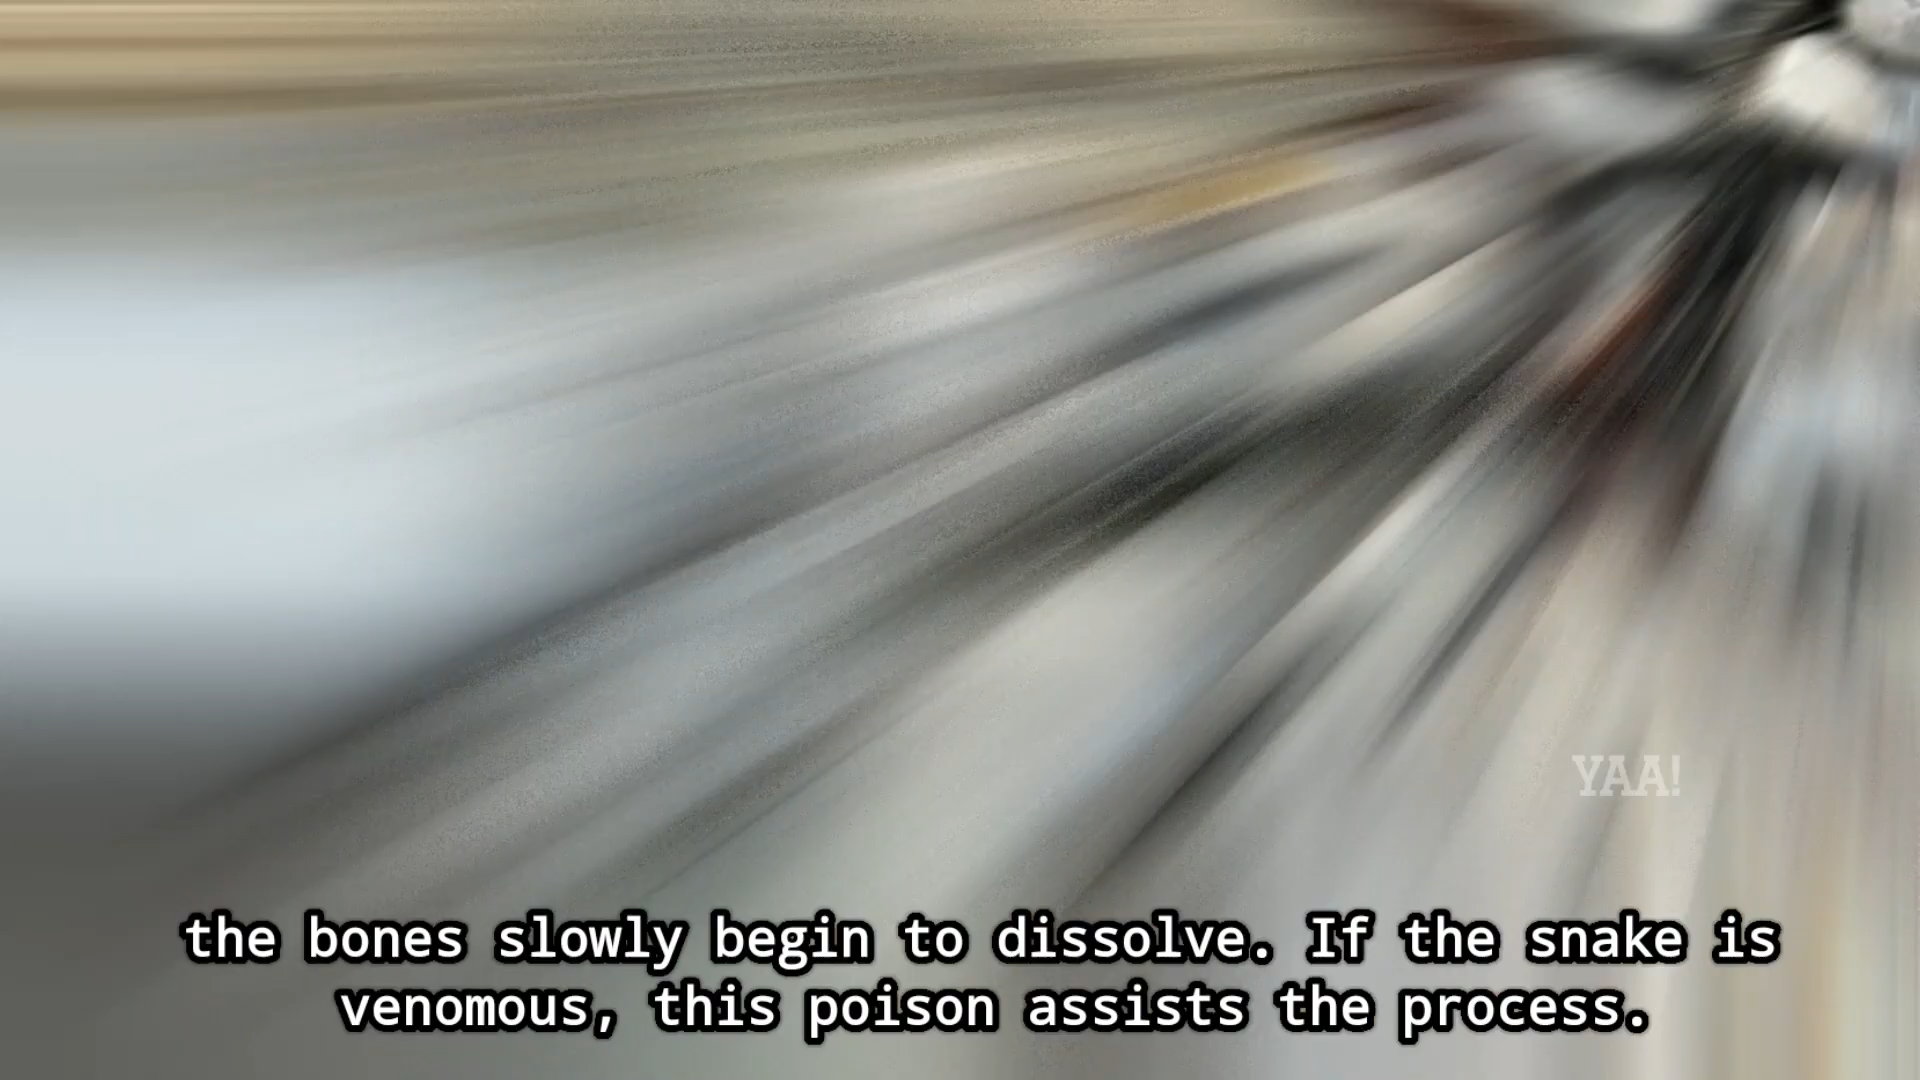 YAA!
the bones slowly begin to dissolve. If the snake is
venomous, this poison assists the process.